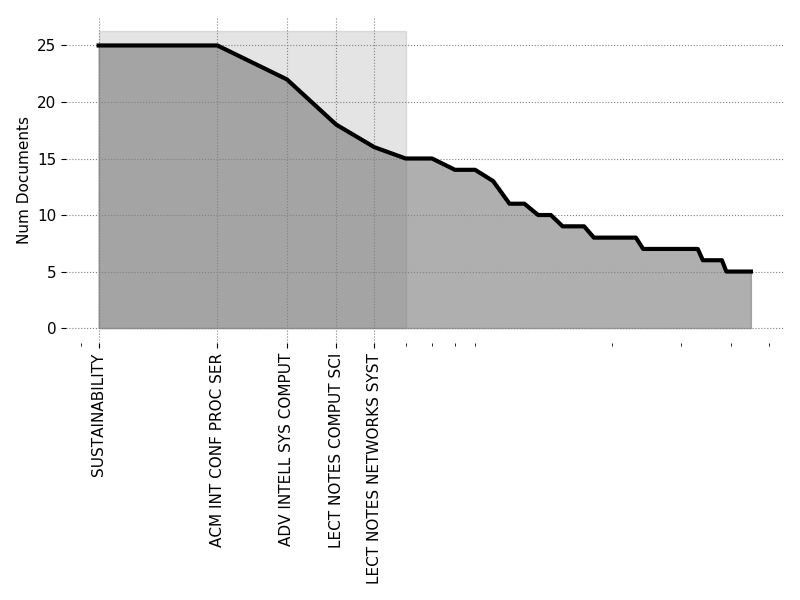 25
20
15
10
5
0
Num Documents
SUSTAINABILITY
ACM INT CONF PROC SER
ADV INTELL SYS COMPUT
LECT NOTES COMPUT SCI
LECT NOTES NETWORKS SYST